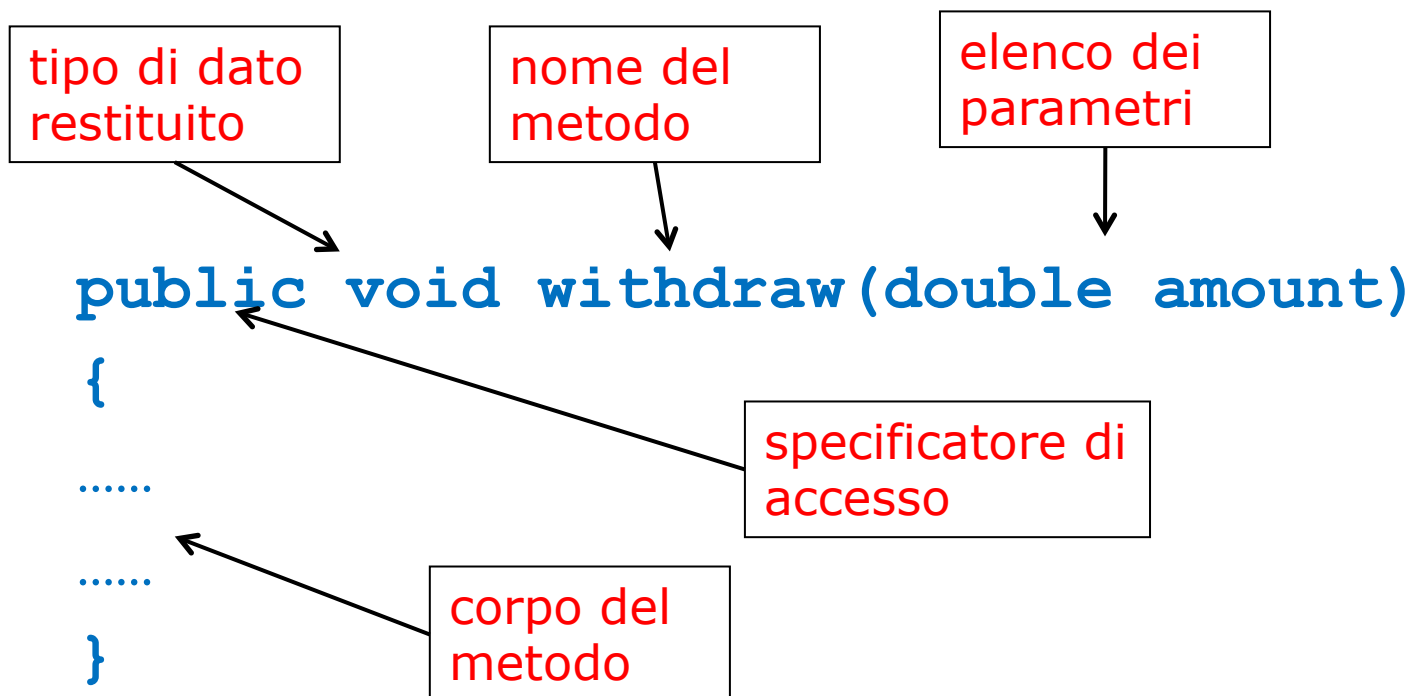 tipo di dato
restituito
nome del
metodo
elenco dei
parametri
public void withdraw(double amount)
{
……
specificatore di
accesso
……
corpo del
metodo
}